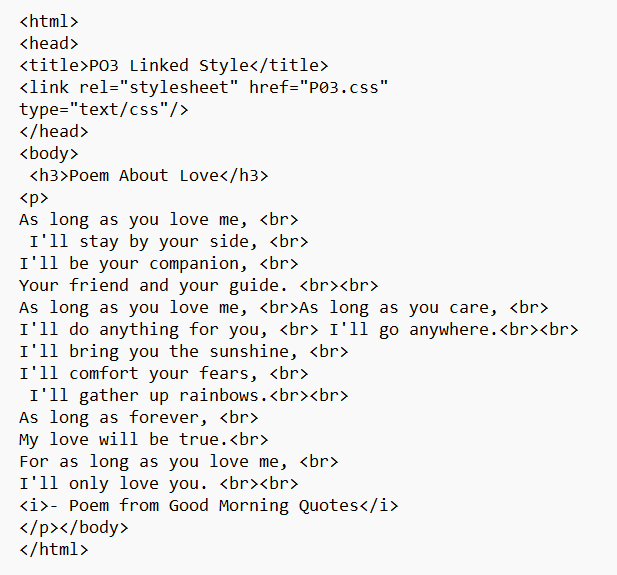 <html>
<head>
<title>PO3 Linked Style</title>
<link rel="stylesheet" href="P03.css"
type="text/css"/>
</head>
<body>
 <h3>Poem About Love</h3>
<p>
As long as you love me, <br>
 I'll stay by your side, <br>
I'll be your companion, <br>
Your friend and your guide. <br><br>
As long as you love me, <br>As long as you care, <br>
I'll do anything for you, <br> I'll go anywhere.<br><br>
I'll bring you the sunshine, <br>
I'll comfort your fears, <br>
 I'll gather up rainbows.<br><br>
As long as forever, <br>
My love will be true.<br>
For as long as you love me, <br>
I'll only love you. <br><br>
<i>- Poem from Good Morning Quotes</i>
</p></body>
</html>